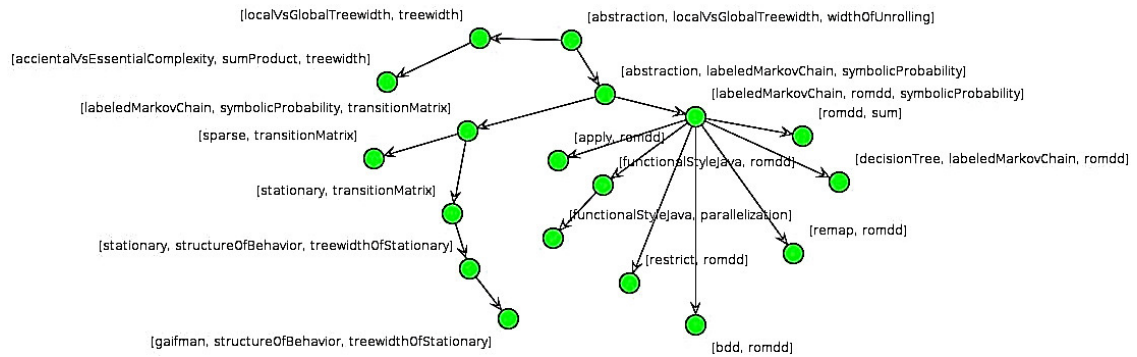 [localVsGlobalTreewidth, treewidth]
[abstraction, localVsGlobalTreewidth, widthOfUnrolling]
[accientalVsEssentialComplexity, sumProduct, treewidth]
[abstraction, labeledMarkovChain, symbolicProbability]
[labeledMarkovChain, romdd, symbolicProbability]
[labeledMarkovChain, symbolicProbability, transitionMatrix]
[romdd, sum]
[sparse, transitionMatrix]
[apply, romdd]
[functionalStyleJava, romdd]
[decisionTree, labeledMarkovChain, romdd]
[stationary, transitionMatrix]
[functionalStyleJava, parallelization]
[remap, romdd]
[stationary, structureOfBehavior, treewidthOfStationary]
[restrict, romdd]
[gaifman, structureOfBehavior, treewidthOfStationary]
[bdd, romdd]